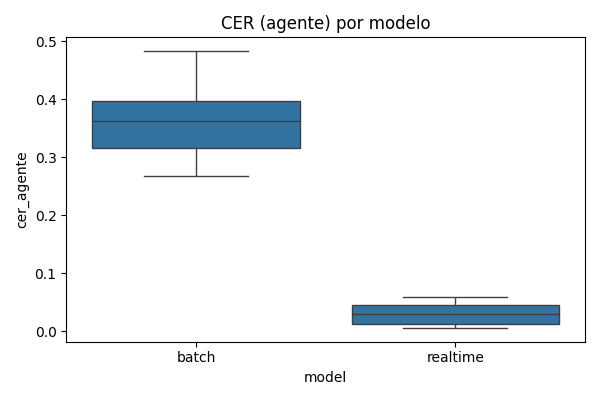 CER (agente) por modelo
cer_agente
0.5
0.4
0.3
0.2
0.1
0.0
batch
realtime
model